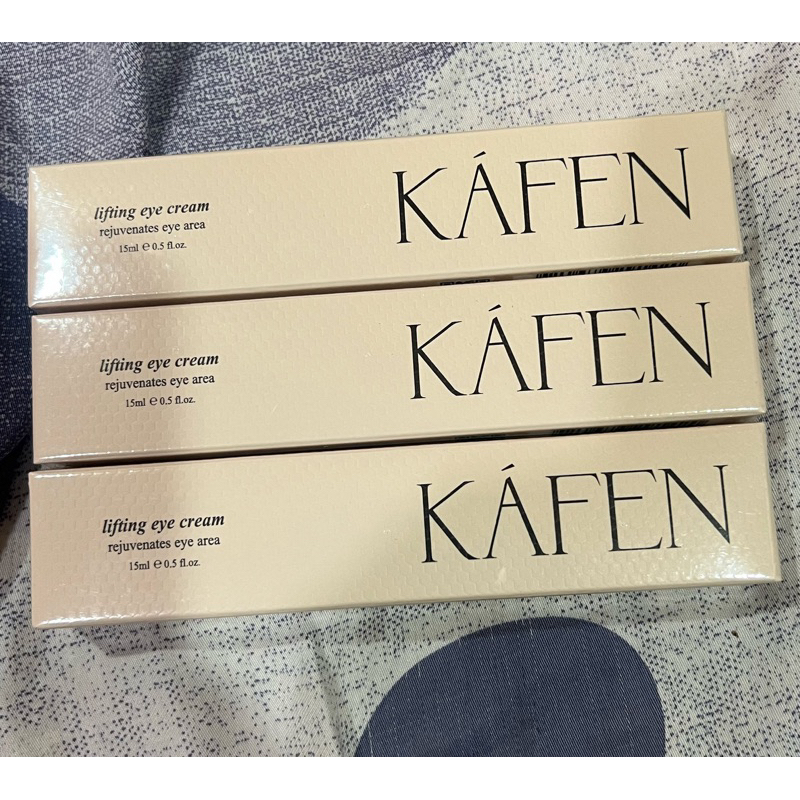 lifting eye cream
rejuvenates eye area
15ml ℮ 0.5 fl.oz.
KÁFEN
lifting eye cream
rejuvenates eye area
15ml ℮ 0.5 fl.oz.
KÁFEN
lifting eye cream
rejuvenates eye area
15ml ℮ 0.5 fl.oz.
KÁFEN